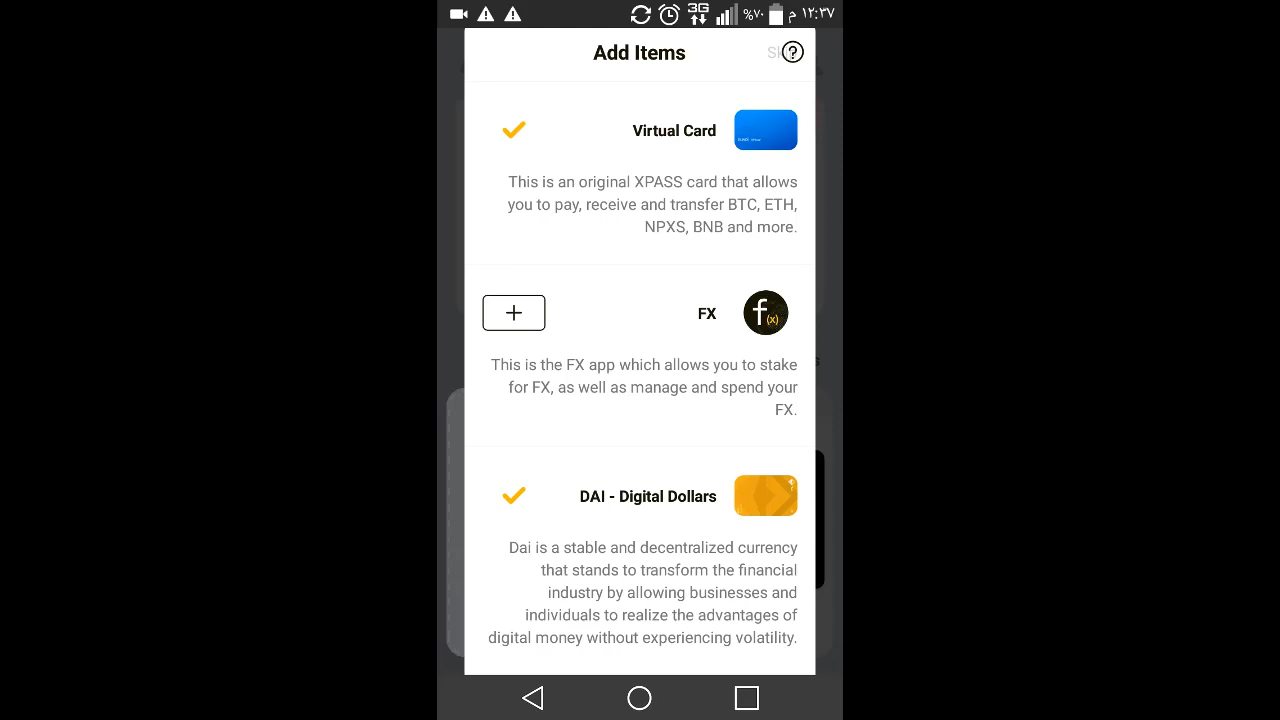 3G %٧٠ ١٢:٣٧ م
Add Items
Virtual Card
This is an original XPASS card that allows
you to pay, receive and transfer BTC, ETH,
NPXS, BNB and more.
+ FX
f(x)
This is the FX app which allows you to stake
for FX, as well as manage and spend your
FX.
DAI - Digital Dollars
Dai is a stable and decentralized currency
that stands to transform the financial
industry by allowing businesses and
individuals to realize the advantages of
digital money without experiencing volatility.